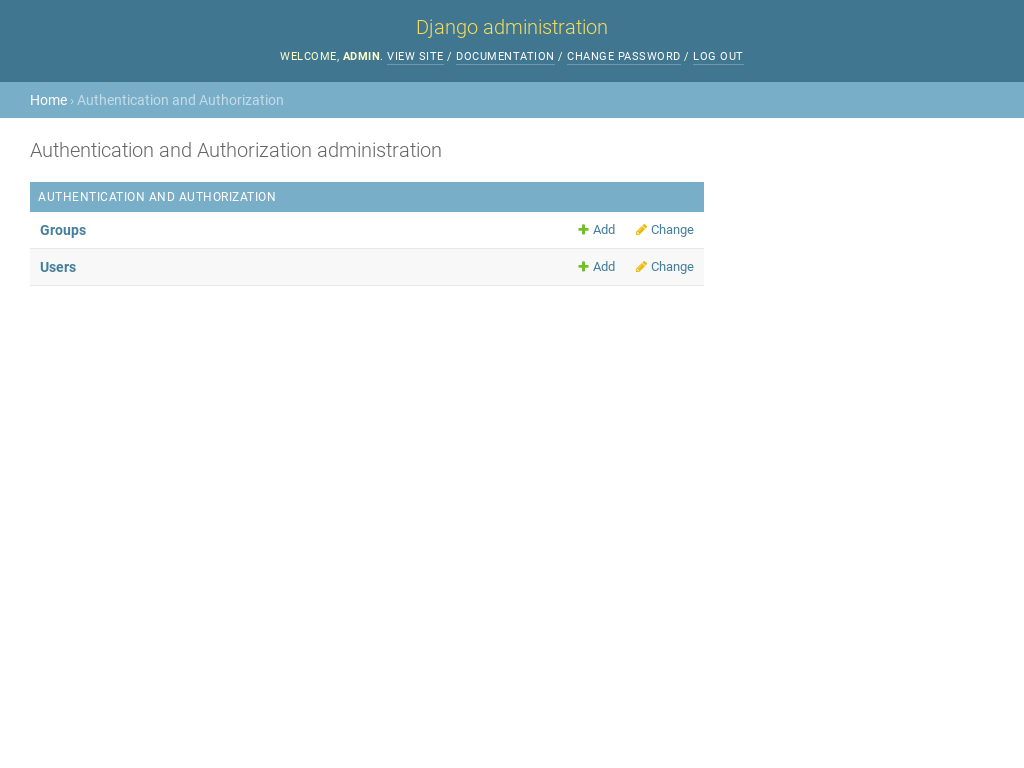 Django administration
WELCOME, ADMIN. VIEW SITE / DOCUMENTATION / CHANGE PASSWORD / LOG OUT
Home › Authentication and Authorization
Authentication and Authorization administration
AUTHENTICATION AND AUTHORIZATION
Groups Add Change
Users Add Change